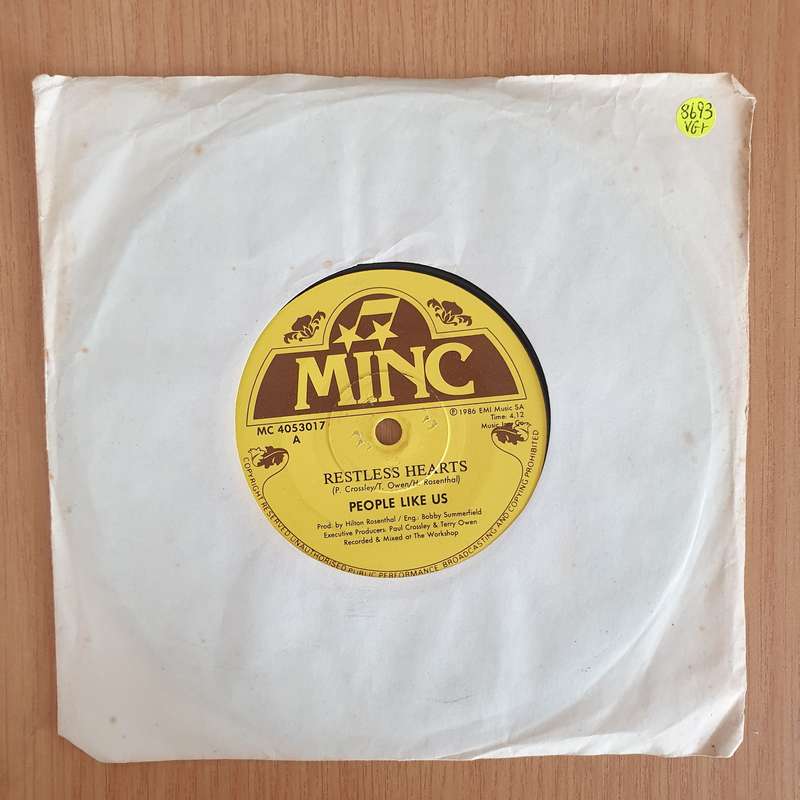 8693
VG+
MINC
MC 4053017
A
℗ 1986 EMI Music SA
Time: 4.12
Music
RESTLESS HEARTS
(P. Crossley/T. Owen/H. Rosenthal)
PEOPLE LIKE US
Prod. by Hilton Rosenthal / Eng.: Bobby Summerfield
Executive Producers: Paul Crossley & Terry Owen
Recorded & Mixed at The Workshop
COPYRIGHT RESERVED UNAUTHORISED PUBLIC PERFORMANCE BROADCASTING AND COPYING PROHIBITED